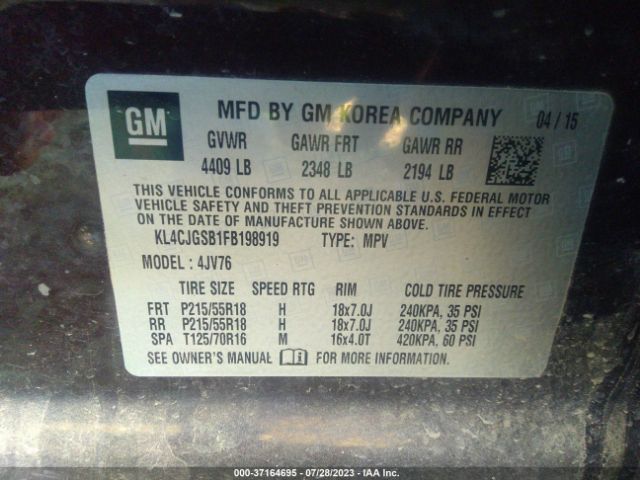 GM
MFD BY GM KOREA COMPANY 04 / 15
GVWR GAWR FRT GAWR RR
4409 LB 2348 LB 2194 LB
THIS VEHICLE CONFORMS TO ALL APPLICABLE U.S. FEDERAL MOTOR
VEHICLE SAFETY AND THEFT PREVENTION STANDARDS IN EFFECT
ON THE DATE OF MANUFACTURE SHOWN ABOVE.
KL4CJGSB1FB198919 TYPE: MPV
MODEL : 4JV76
TIRE SIZE SPEED RTG RIM COLD TIRE PRESSURE
FRT P215/55R18 H 18x7.0J 240KPA, 35 PSI
RR P215/55R18 H 18x7.0J 240KPA, 35 PSI
SPA T125/70R16 M 16x4.0T 420KPA, 60 PSI
SEE OWNER'S MANUAL FOR MORE INFORMATION.
000-37164695 - 07/28/2023 - IAA Inc.